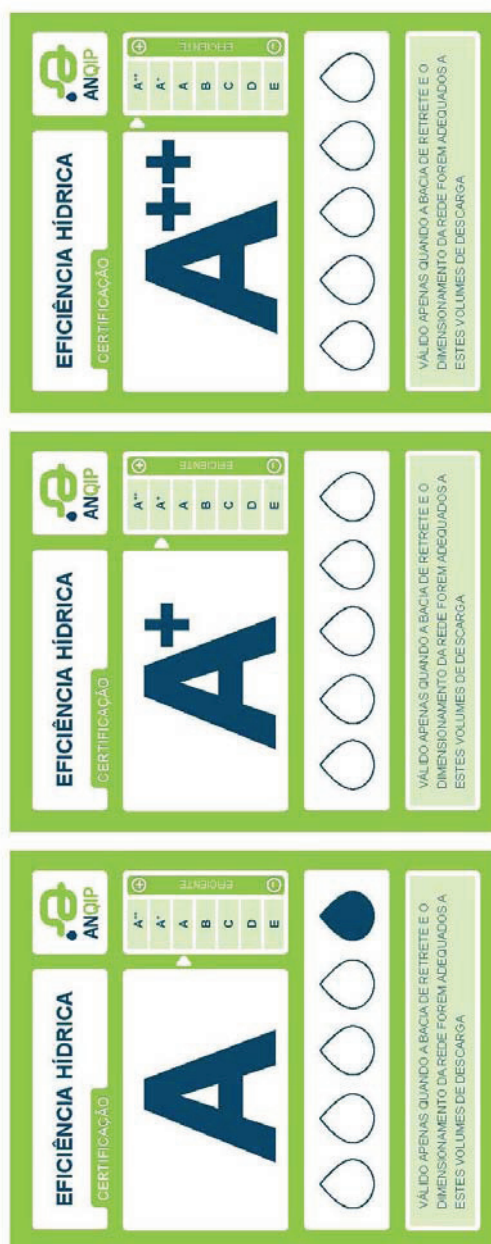 EFICIÊNCIA HÍDRICA
CERTIFICAÇÃO
ANQIP
A
A++
A+
A
B
C
D
E
+
EFICIENTE
-
VÁLIDO APENAS QUANDO A BACIA DE RETRETE E O
DIMENSIONAMENTO DA REDE FOREM ADEQUADOS A
ESTES VOLUMES DE DESCARGA
EFICIÊNCIA HÍDRICA
CERTIFICAÇÃO
ANQIP
A+
A++
A+
A
B
C
D
E
+
EFICIENTE
-
VÁLIDO APENAS QUANDO A BACIA DE RETRETE E O
DIMENSIONAMENTO DA REDE FOREM ADEQUADOS A
ESTES VOLUMES DE DESCARGA
EFICIÊNCIA HÍDRICA
CERTIFICAÇÃO
ANQIP
A++
A++
A+
A
B
C
D
E
+
EFICIENTE
-
VÁLIDO APENAS QUANDO A BACIA DE RETRETE E O
DIMENSIONAMENTO DA REDE FOREM ADEQUADOS A
ESTES VOLUMES DE DESCARGA